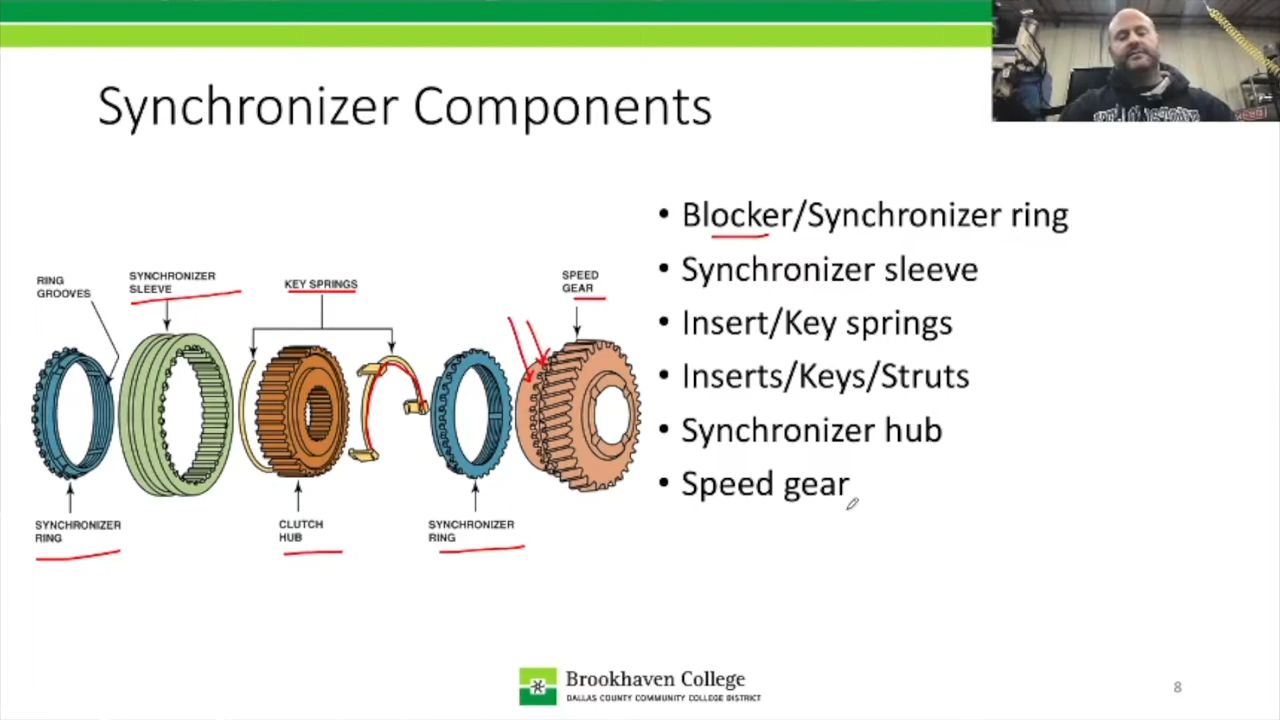 Synchronizer Components
• Blocker/Synchronizer ring
• Synchronizer sleeve
• Insert/Key springs
• Inserts/Keys/Struts
• Synchronizer hub
• Speed gear
RING
GROOVES
SYNCHRONIZER
SLEEVE
KEY SPRINGS
SPEED
GEAR
SYNCHRONIZER
RING
CLUTCH
HUB
SYNCHRONIZER
RING
Brookhaven College
DALLAS COUNTY COMMUNITY COLLEGE DISTRICT
8